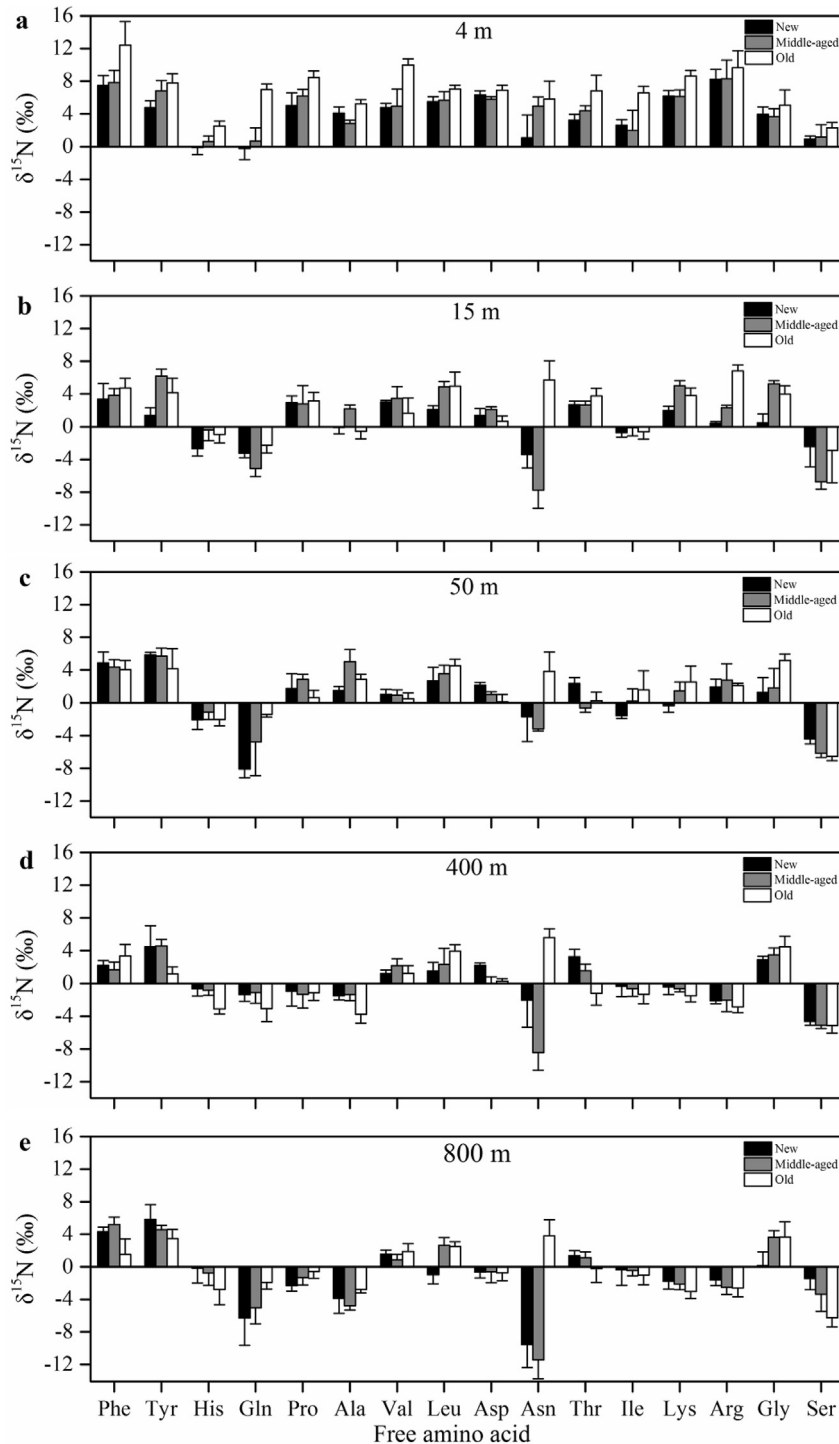 a
4 m
New
Middle-aged
Old
δ¹⁵N (‰)
16
12
8
4
0
-4
-8
-12
b
15 m
New
Middle-aged
Old
δ¹⁵N (‰)
16
12
8
4
0
-4
-8
-12
c
50 m
New
Middle-aged
Old
δ¹⁵N (‰)
16
12
8
4
0
-4
-8
-12
d
400 m
New
Middle-aged
Old
δ¹⁵N (‰)
16
12
8
4
0
-4
-8
-12
e
800 m
New
Middle-aged
Old
δ¹⁵N (‰)
16
12
8
4
0
-4
-8
-12
Phe Tyr His Gln Pro Ala Val Leu Asp Asn Thr Ile Lys Arg Gly Ser
Free amino acid